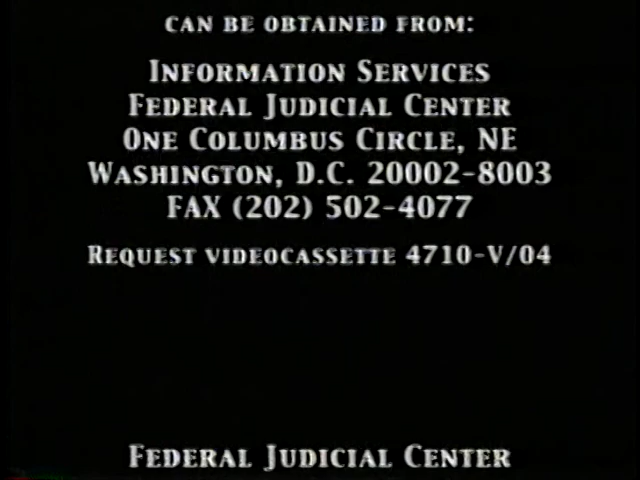 CAN BE OBTAINED FROM:
INFORMATION SERVICES
FEDERAL JUDICIAL CENTER
ONE COLUMBUS CIRCLE, NE
WASHINGTON, D.C. 20002-8003
FAX (202) 502-4077
REQUEST VIDEOCASSETTE 4710-V/04
FEDERAL JUDICIAL CENTER